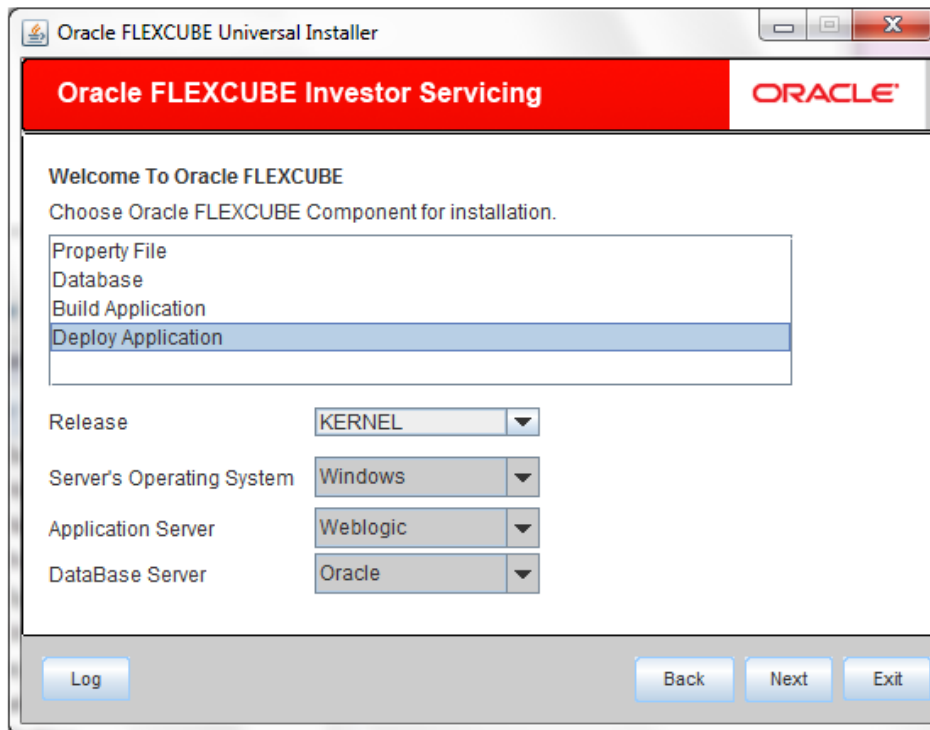 Oracle FLEXCUBE Universal Installer
Oracle FLEXCUBE Investor Servicing
ORACLE
Welcome To Oracle FLEXCUBE
Choose Oracle FLEXCUBE Component for installation.
Property File
Database
Build Application
Deploy Application
Release KERNEL
Server's Operating System Windows
Application Server Weblogic
DataBase Server Oracle
Log Back Next Exit